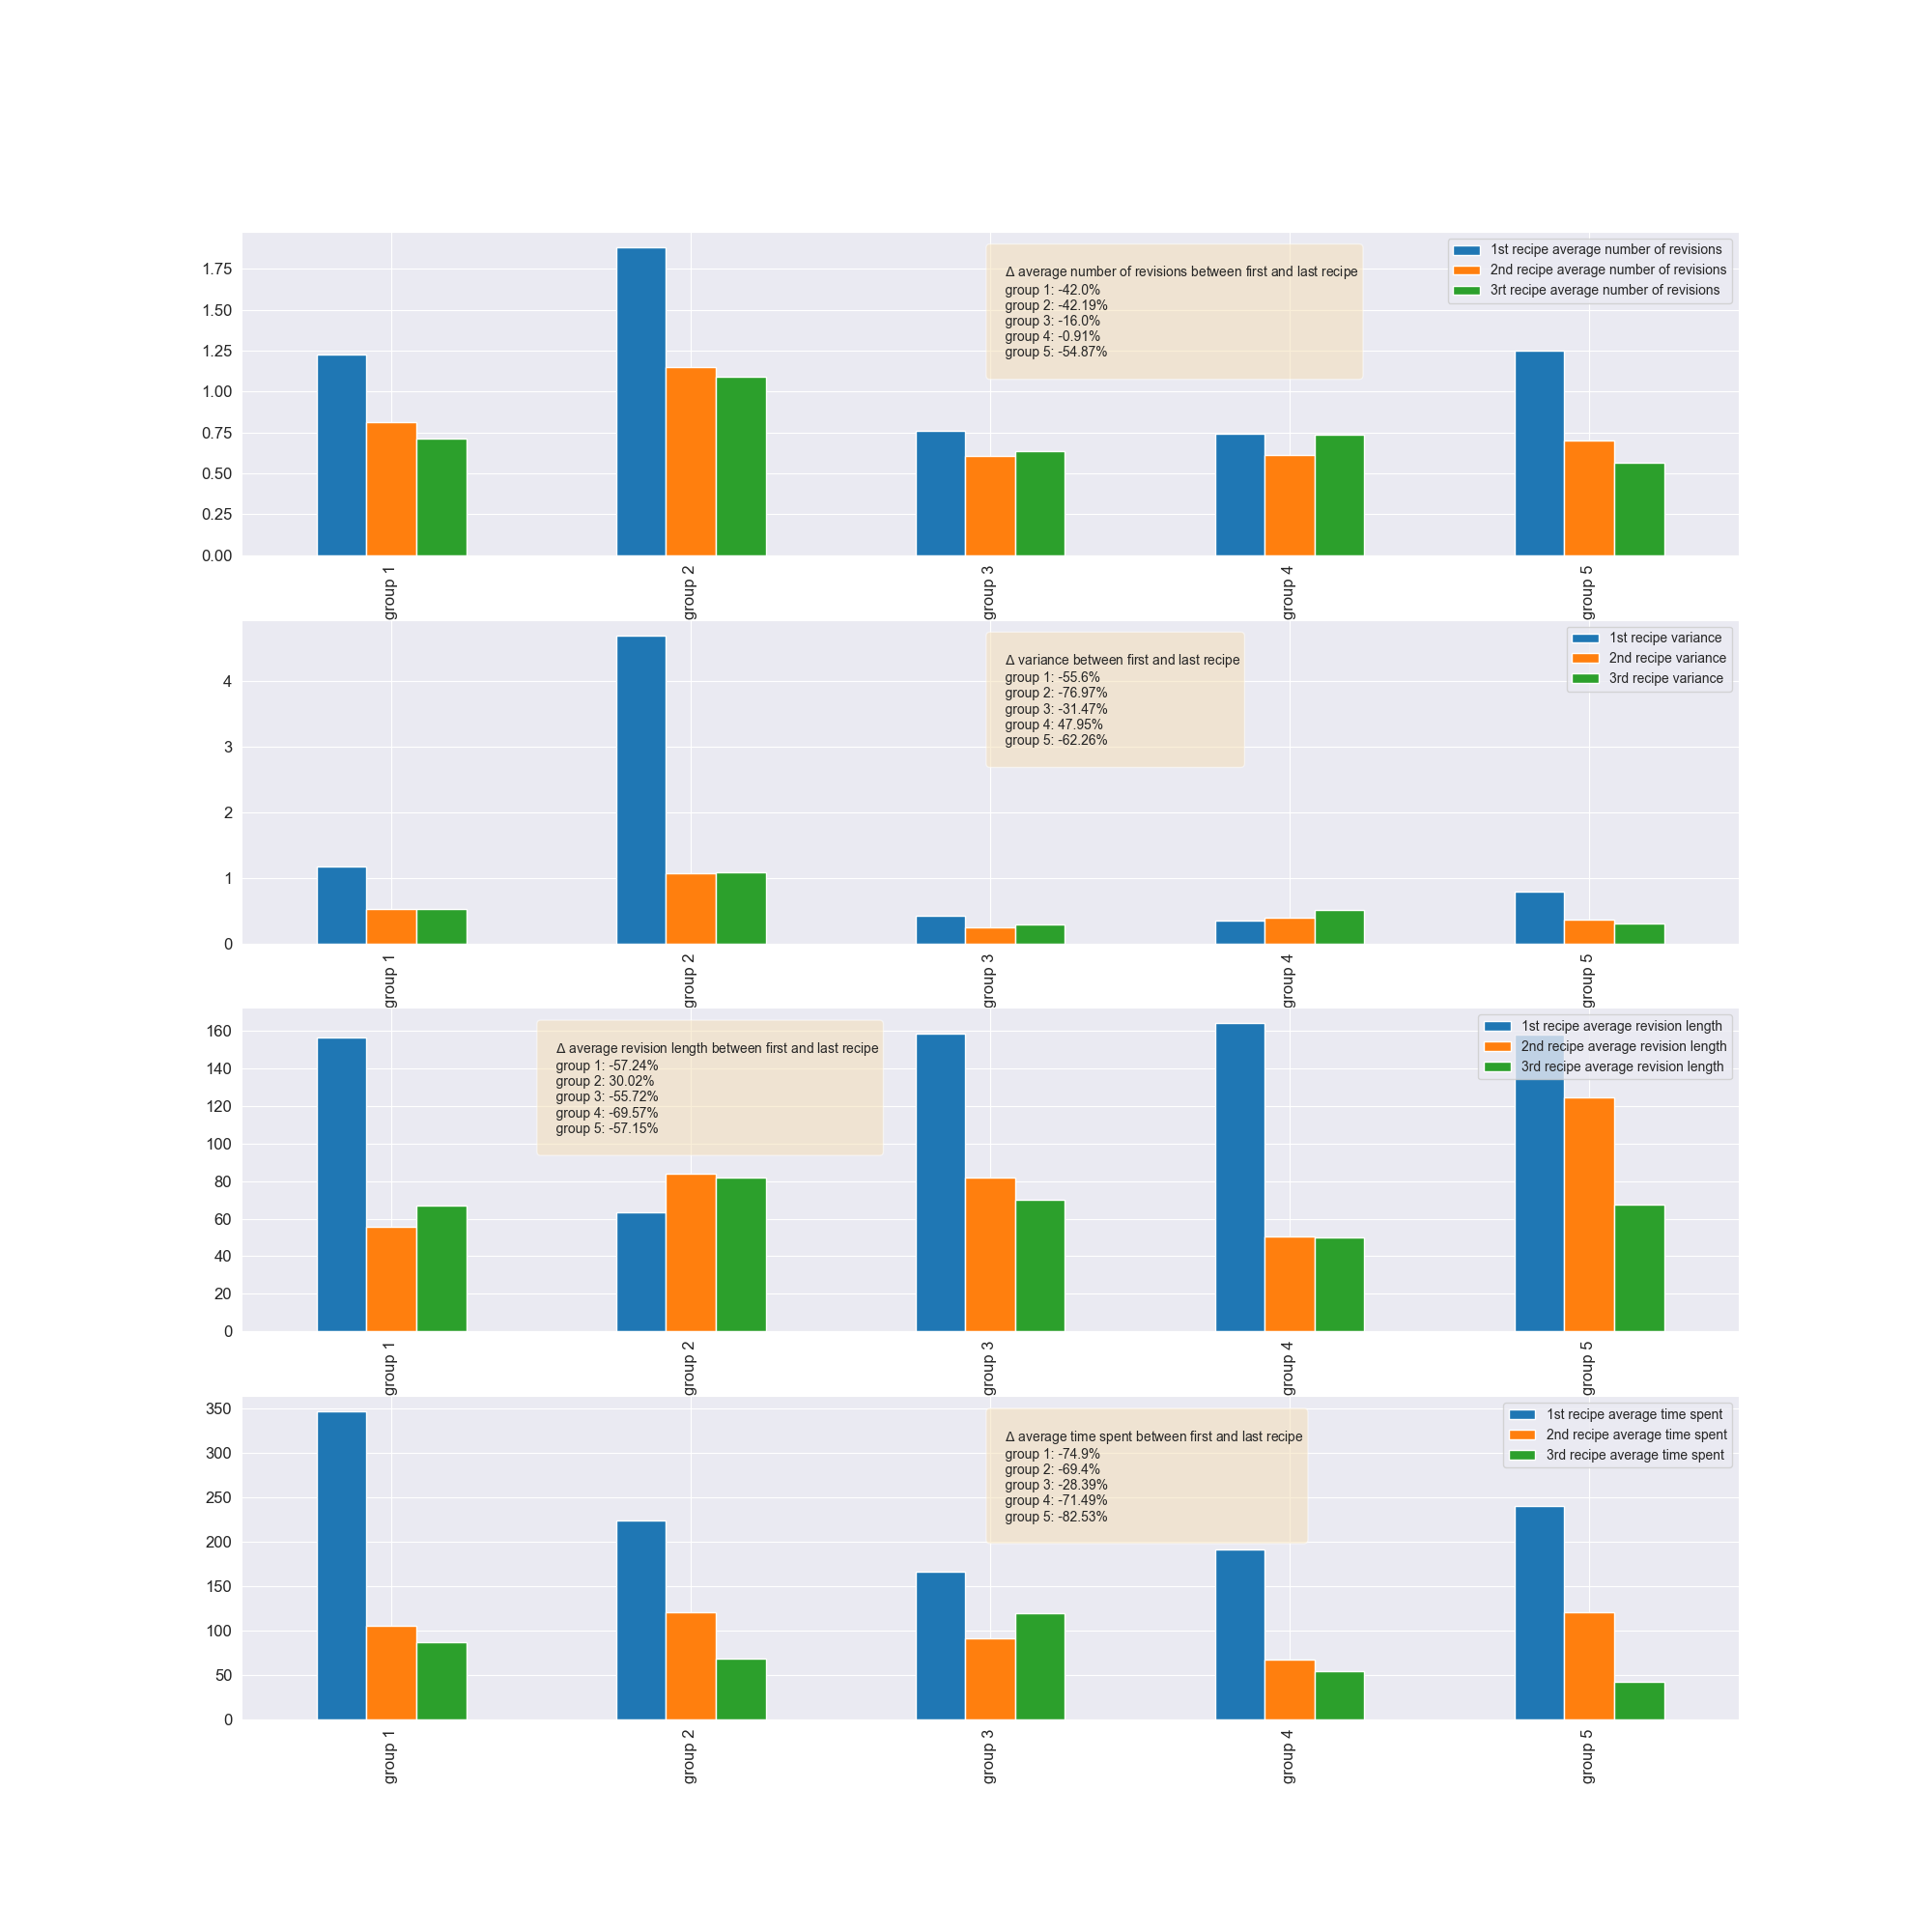 1st recipe average number of revisions
2nd recipe average number of revisions
3rt recipe average number of revisions
Δ average number of revisions between first and last recipe
group 1: -42.0%
group 2: -42.19%
group 3: -16.0%
group 4: -0.91%
group 5: -54.87%
1.75
1.50
1.25
1.00
0.75
0.50
0.25
0.00
group 1
group 2
group 3
group 4
group 5
1st recipe variance
2nd recipe variance
3rd recipe variance
Δ variance between first and last recipe
group 1: -55.6%
group 2: -76.97%
group 3: -31.47%
group 4: 47.95%
group 5: -62.26%
4
3
2
1
0
group 1
group 2
group 3
group 4
group 5
1st recipe average revision length
2nd recipe average revision length
3rd recipe average revision length
Δ average revision length between first and last recipe
group 1: -57.24%
group 2: 30.02%
group 3: -55.72%
group 4: -69.57%
group 5: -57.15%
160
140
120
100
80
60
40
20
0
group 1
group 2
group 3
group 4
group 5
1st recipe average time spent
2nd recipe average time spent
3rd recipe average time spent
Δ average time spent between first and last recipe
group 1: -74.9%
group 2: -69.4%
group 3: -28.39%
group 4: -71.49%
group 5: -82.53%
350
300
250
200
150
100
50
0
group 1
group 2
group 3
group 4
group 5